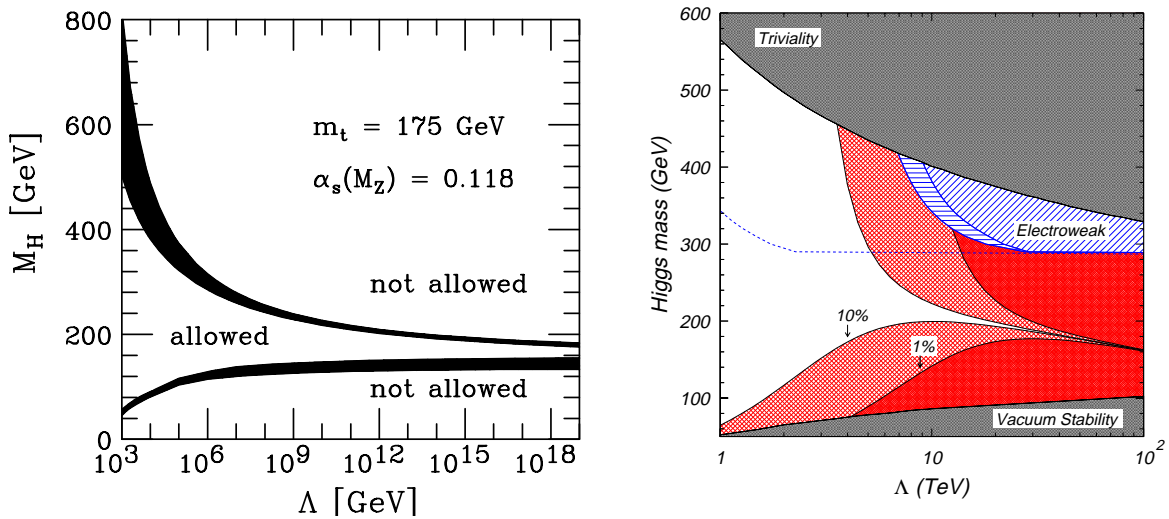 800
600
400
200
0
M_H [GeV]
m_t = 175 GeV
α_s(M_Z) = 0.118
not allowed
allowed
not allowed
10^3
10^6
10^9
10^12
10^15
10^18
Λ [GeV]
600
500
400
300
200
100
Higgs mass (GeV)
Triviality
Electroweak
10%
1%
Vacuum Stability
1
10
10^2
Λ (TeV)